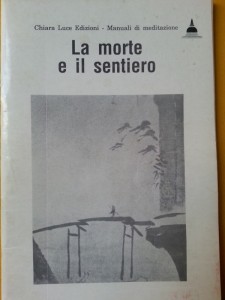 Chiara Luce Edizioni - Manuali di meditazione
La morte
e il sentiero